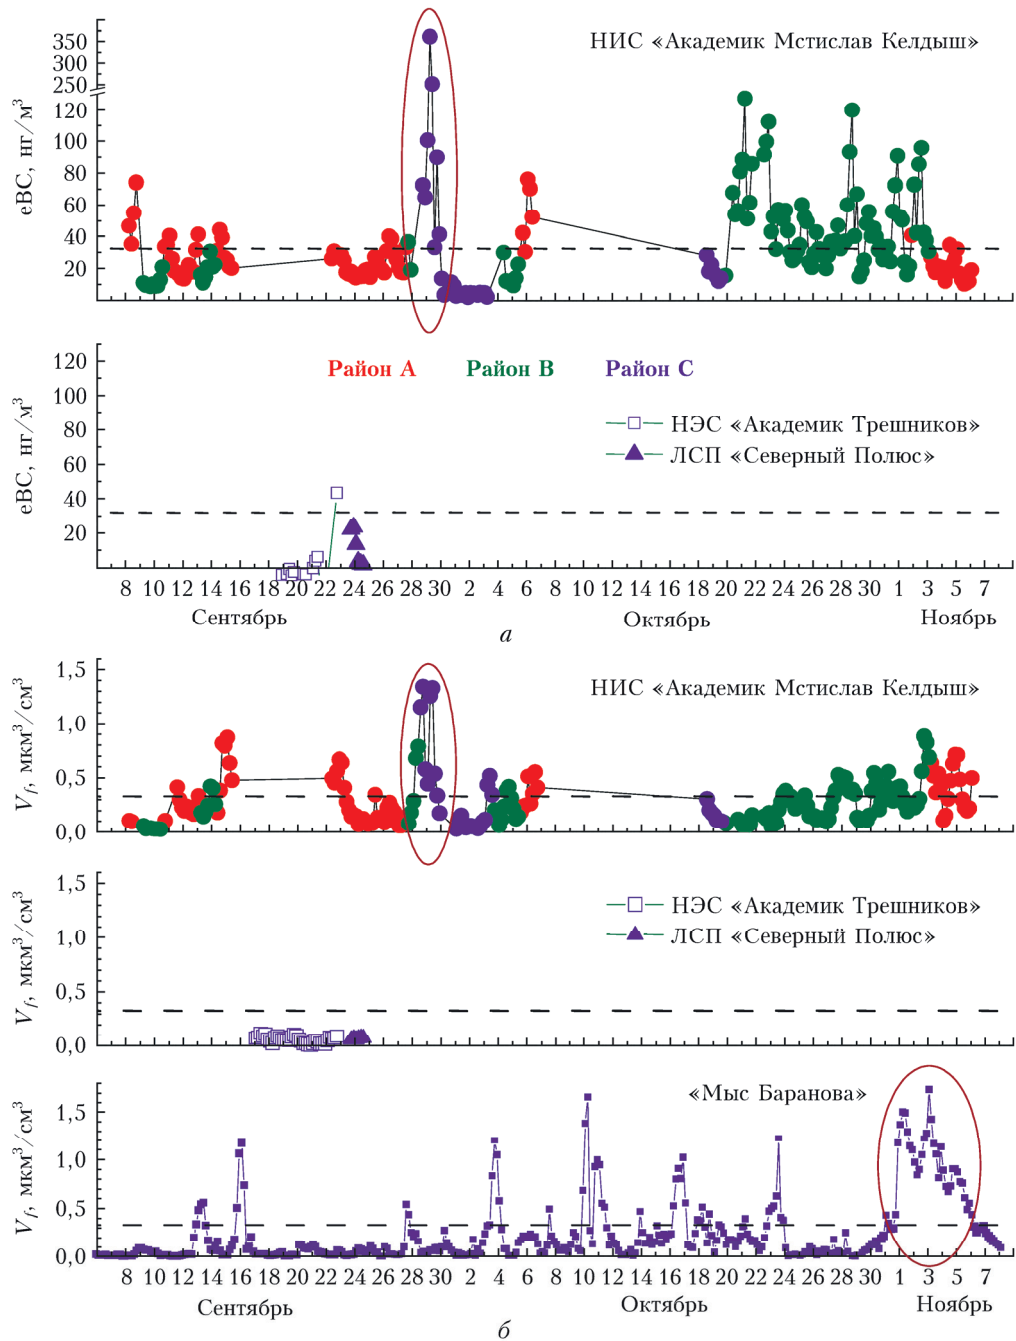 НИС «Академик Мстислав Келдыш»
eBC, нг/м³
350
300
250
120
100
80
60
40
20
Район A Район B Район C
НЭС «Академик Трешников»
ЛСП «Северный Полюс»
eBC, нг/м³
120
100
80
60
40
20
8 10 12 14 16 18 20 22 24 26 28 30 2 4 6 8 10 12 14 16 18 20 22 24 26 28 30 1 3 5 7
Сентябрь Октябрь Ноябрь
а
НИС «Академик Мстислав Келдыш»
Vf, мкм³/см³
1,5
1,0
0,5
0,0
НЭС «Академик Трешников»
ЛСП «Северный Полюс»
Vf, мкм³/см³
1,5
1,0
0,5
0,0
«Мыс Баранова»
Vf, мкм³/см³
1,5
1,0
0,5
0,0
8 10 12 14 16 18 20 22 24 26 28 30 2 4 6 8 10 12 14 16 18 20 22 24 26 28 30 1 3 5 7
Сентябрь Октябрь Ноябрь
б